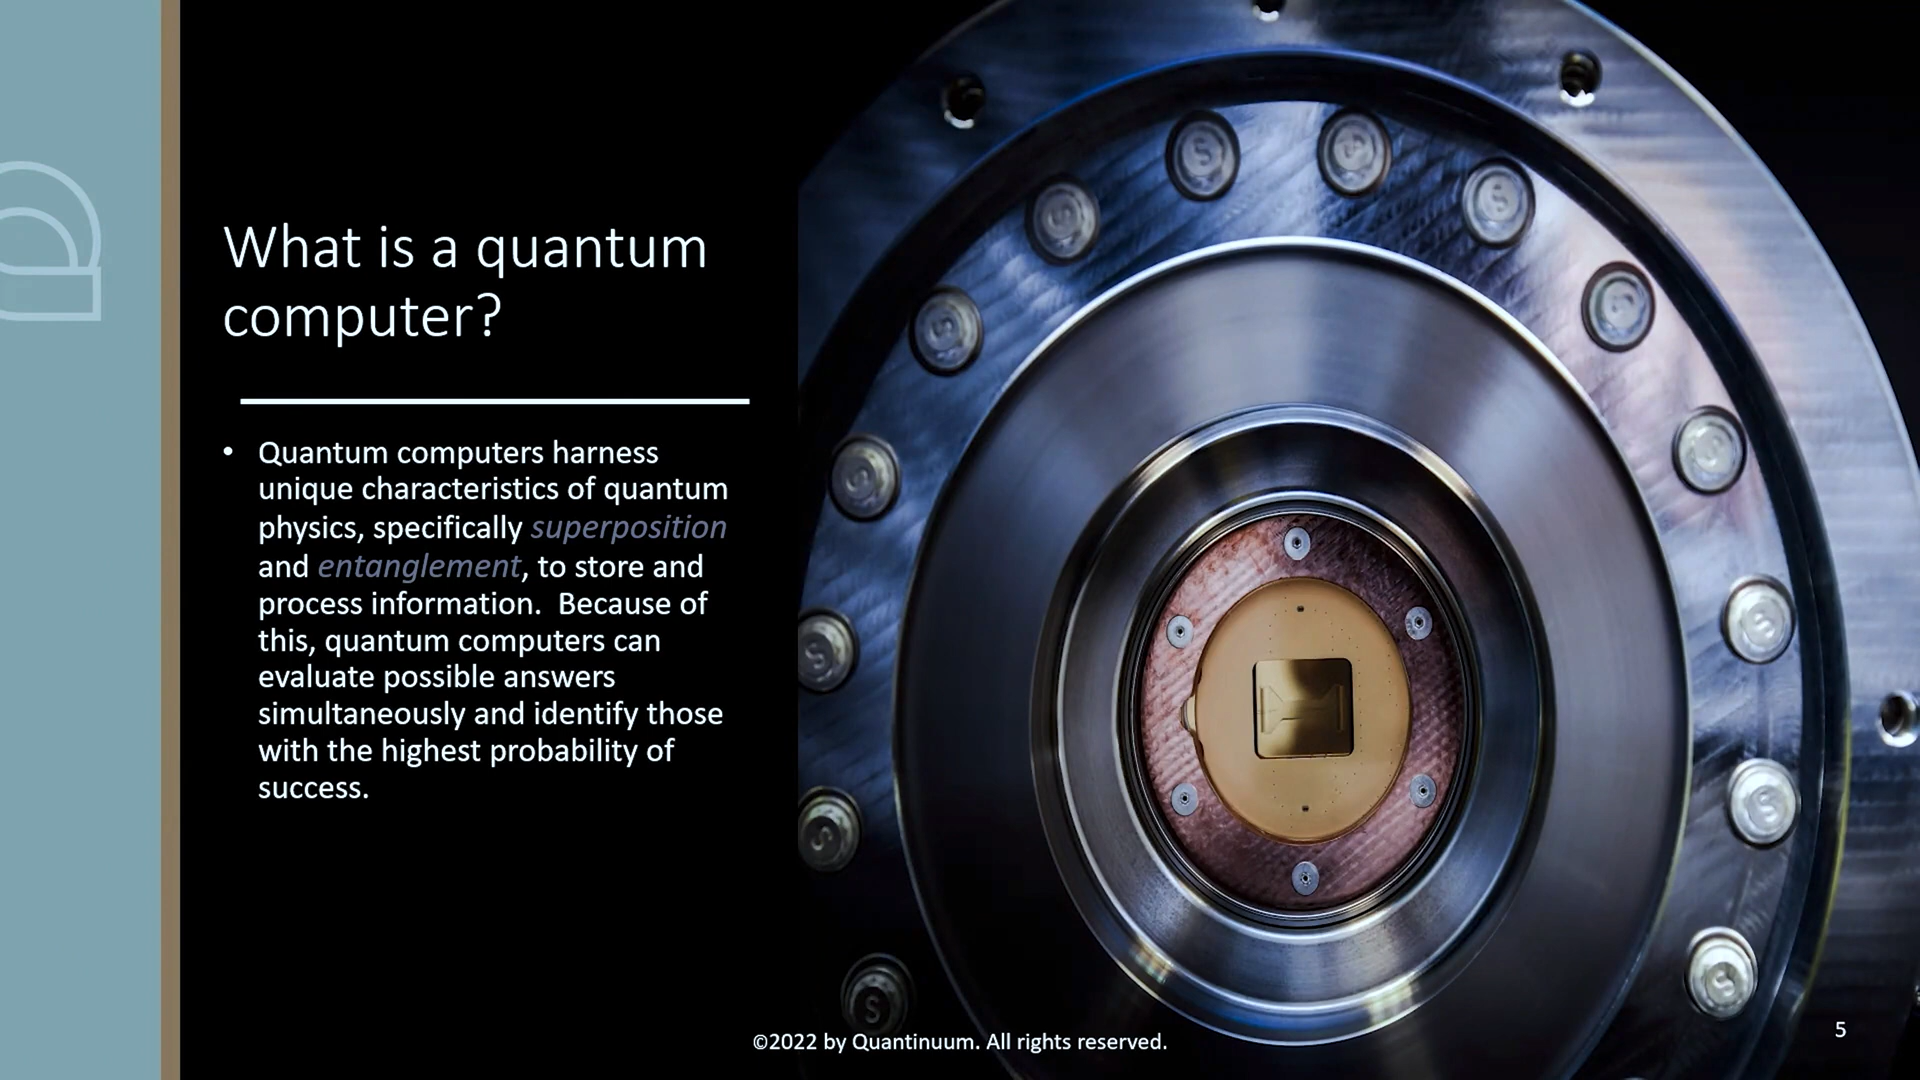 What is a quantum
computer?
• Quantum computers harness
unique characteristics of quantum
physics, specifically superposition
and entanglement, to store and
process information.  Because of
this, quantum computers can
evaluate possible answers
simultaneously and identify those
with the highest probability of
success.
©2022 by Quantinuum. All rights reserved.
5